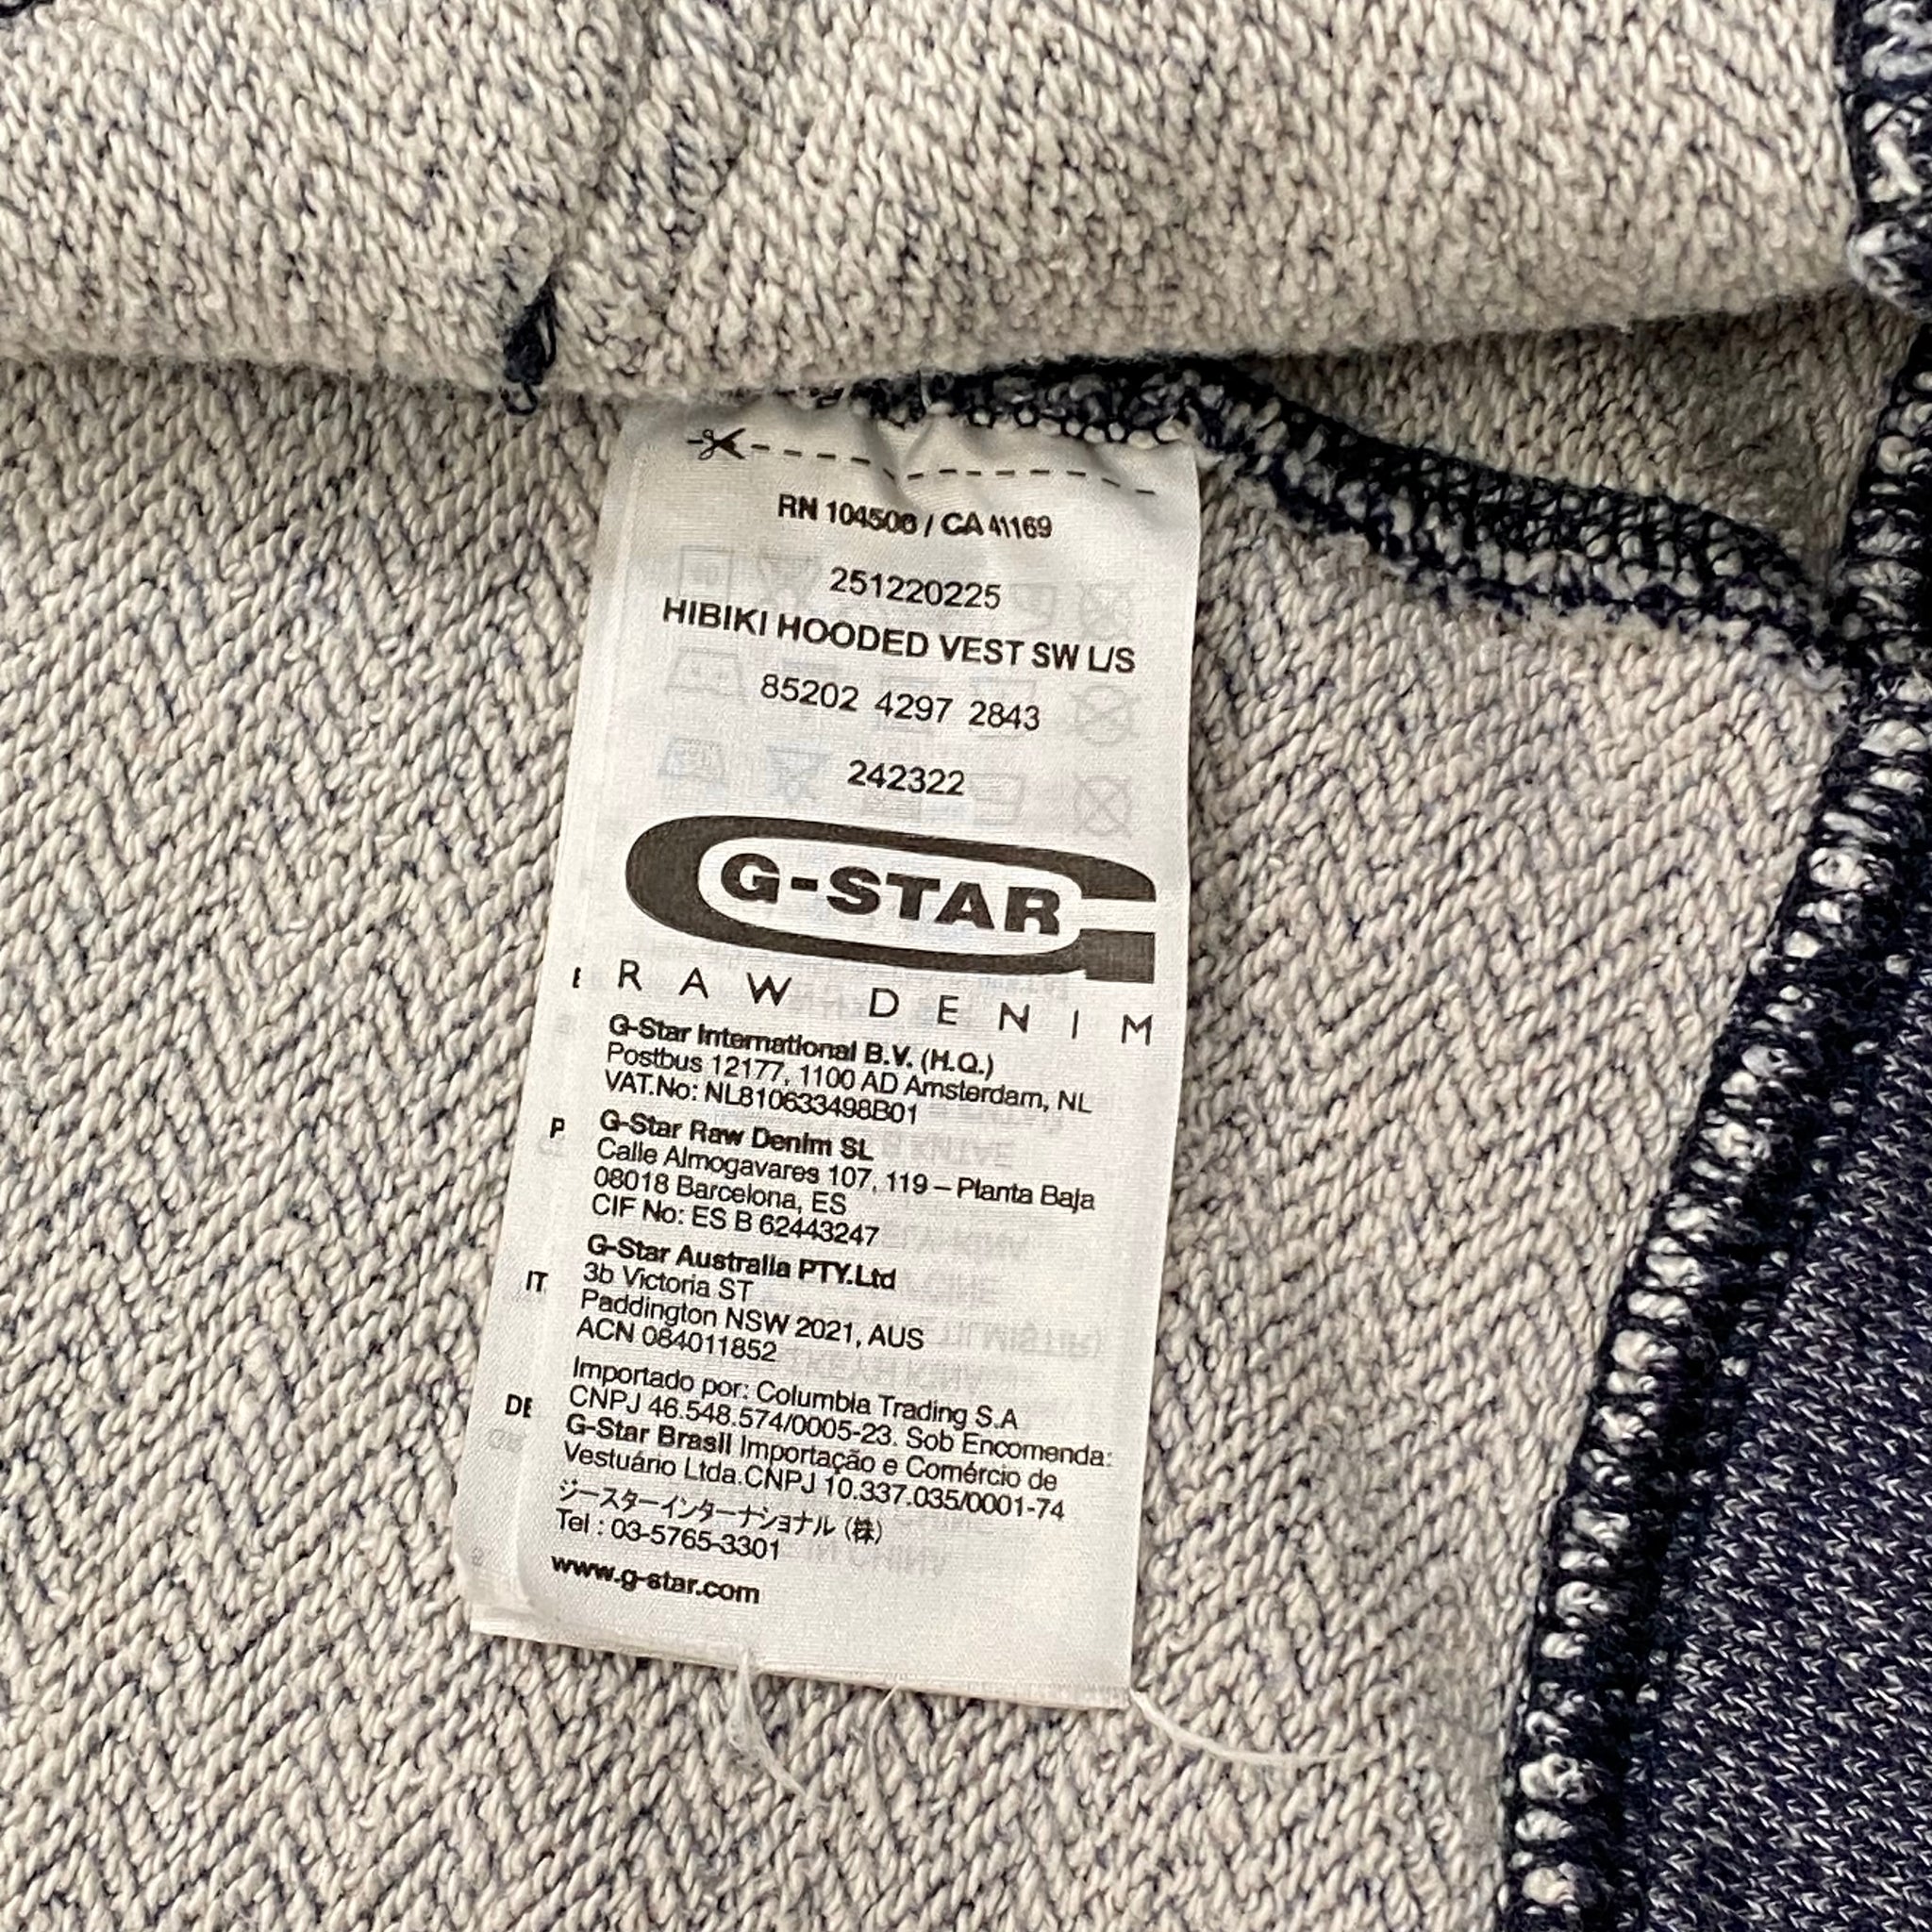 RN 104500 / CA 41169
251220225
HIBIKI HOODED VEST SW L/S
85202 4297 2843
242322
G-STAR
RAW DENIM
G-Star International B.V. (H.Q.)
Postbus 12177, 1100 AD Amsterdam, NL
VAT.No: NL810633498B01
P
G-Star Raw Denim SL
Calle Almogavares 107, 119 – Planta Baja
08018 Barcelona, ES
CIF No: ES B 62443247
G-Star Australia PTY.Ltd
IT
3b Victoria ST
Paddington NSW 2021, AUS
ACN 084011852
Importado por: Columbia Trading S.A
DE
CNPJ 46.548.574/0005-23. Sob Encomenda:
G-Star Brasil Importação e Comércio de
Vestuário Ltda.CNPJ 10.337.035/0001-74
ジースターインターナショナル (株)
Tel : 03-5765-3301
www.g-star.com